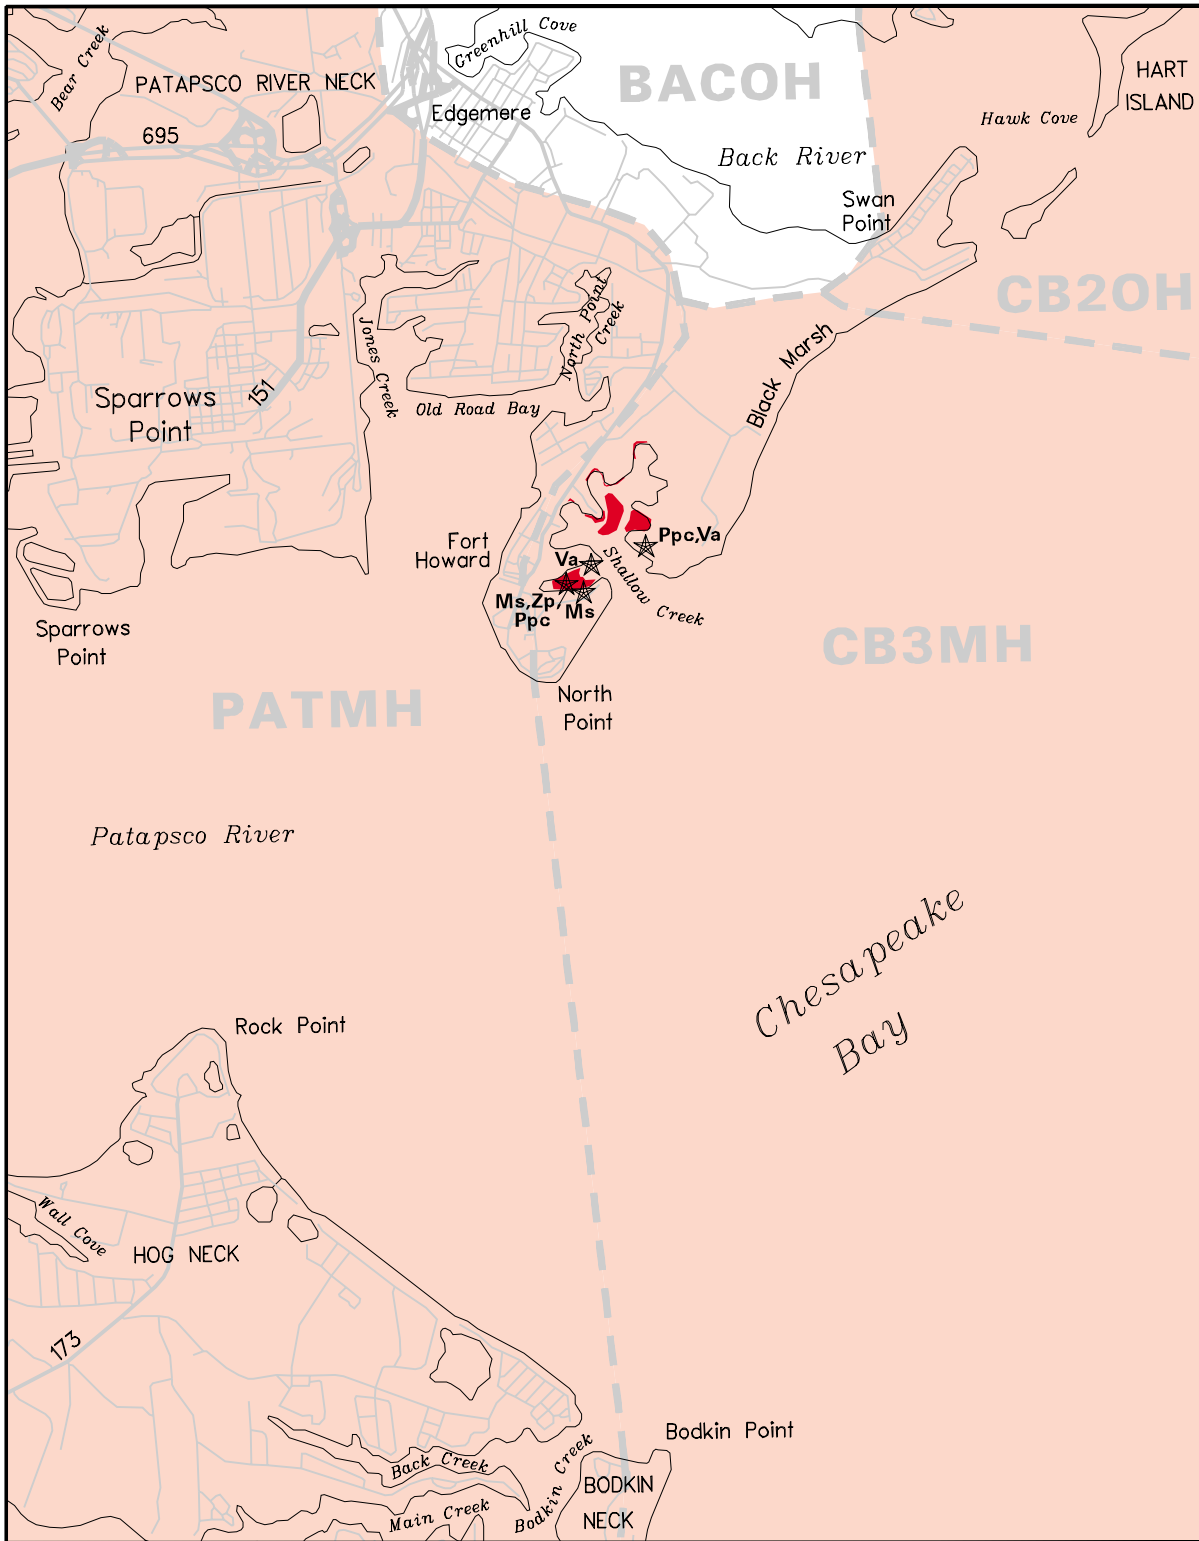 Greenhill Cove
Bear Creek
PATAPSCO RIVER NECK
BACOH
HART
ISLAND
Edgemere
Hawk Cove
695
Back River
Swan
Point
CB2OH
North Point
Creek
Jones Creek
Black Marsh
151
Sparrows
Point
Old Road Bay
Fort
Howard
Ppc,Va
Va
Shallow Creek
Ms,Zp,
Ppc
Ms
Sparrows
Point
CB3MH
PATMH
North
Point
Patapsco River
Chesapeake
Bay
Rock Point
Wall Cove
HOG NECK
173
Bodkin Point
Back Creek
Bodkin Creek
BODKIN
NECK
Main Creek